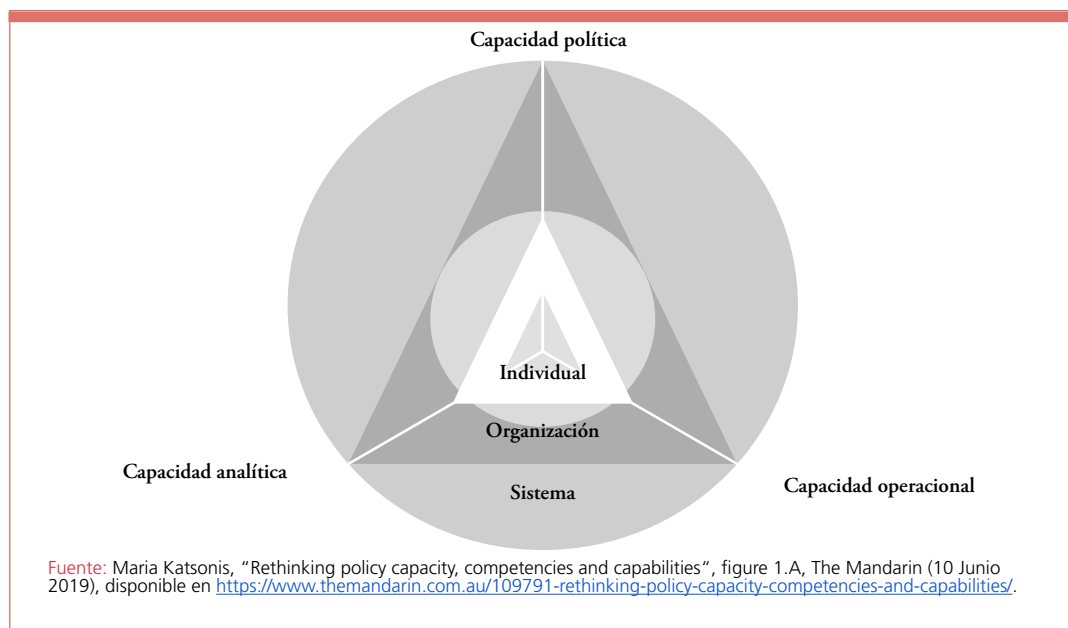 Capacidad política
Individual
Organización
Capacidad analítica
Sistema
Capacidad operacional
Fuente: Maria Katsonis, “Rethinking policy capacity, competencies and capabilities“, figure 1.A, The Mandarin (10 Junio
2019), disponible en https://www.themandarin.com.au/109791-rethinking-policy-capacity-competencies-and-capabilities/.